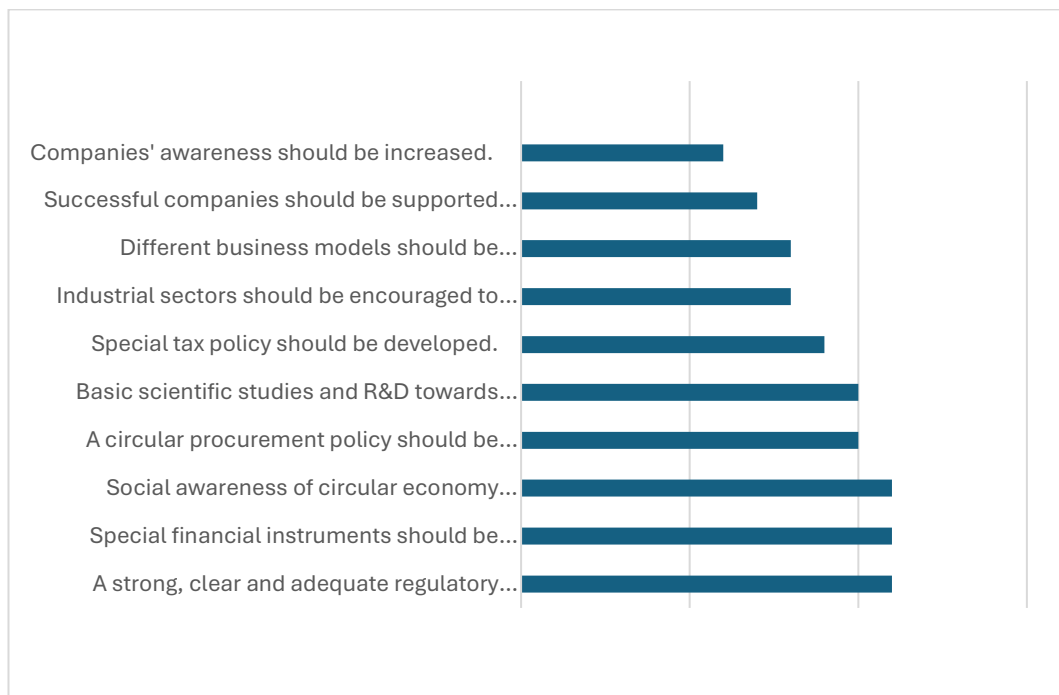 Companies' awareness should be increased.
Successful companies should be supported...
Different business models should be...
Industrial sectors should be encouraged to...
Special tax policy should be developed.
Basic scientific studies and R&D towards...
A circular procurement policy should be...
Social awareness of circular economy...
Special financial instruments should be...
A strong, clear and adequate regulatory...